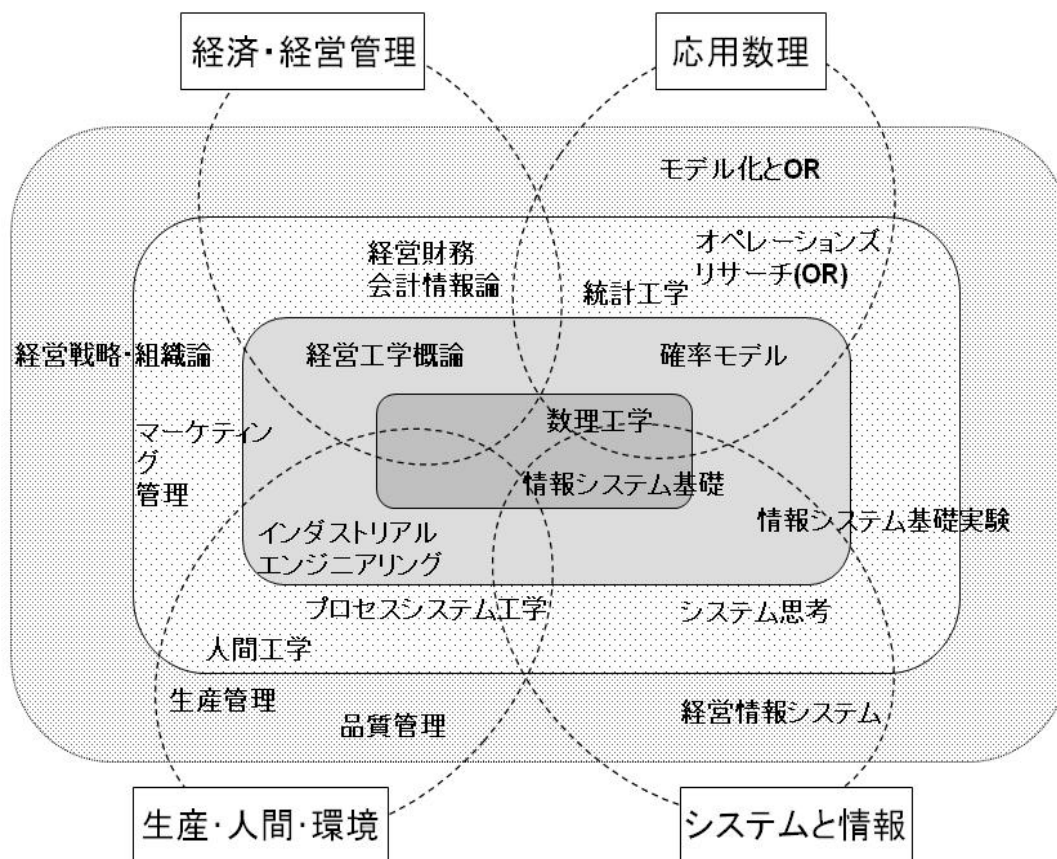 経済・経営管理
応用数理
モデル化とOR
オペレーションズ
リサーチ(OR)
経営財務
会計情報論
統計工学
経営戦略・組織論
経営工学概論
確率モデル
マーケティン
グ
管理
数理工学
情報システム基礎
情報システム基礎実験
インダストリアル
エンジニアリング
プロセスシステム工学
システム思考
人間工学
生産管理
品質管理
経営情報システム
生産・人間・環境
システムと情報